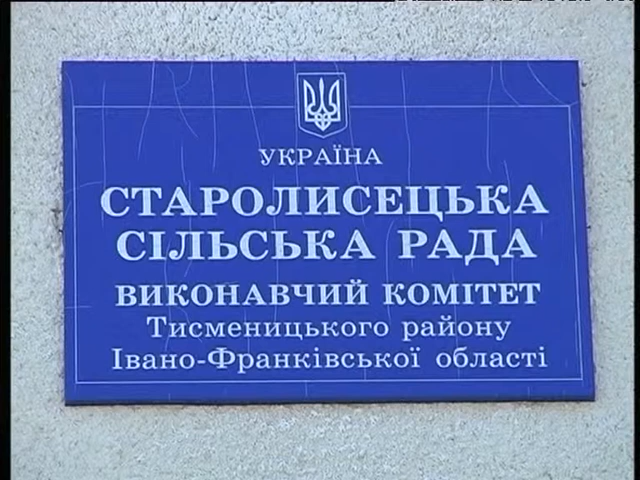 УКРАЇНА
СТАРОЛИСЕЦЬКА
СІЛЬСЬКА РАДА
ВИКОНАВЧИЙ КОМІТЕТ
Тисменицького району
Івано-Франківської області